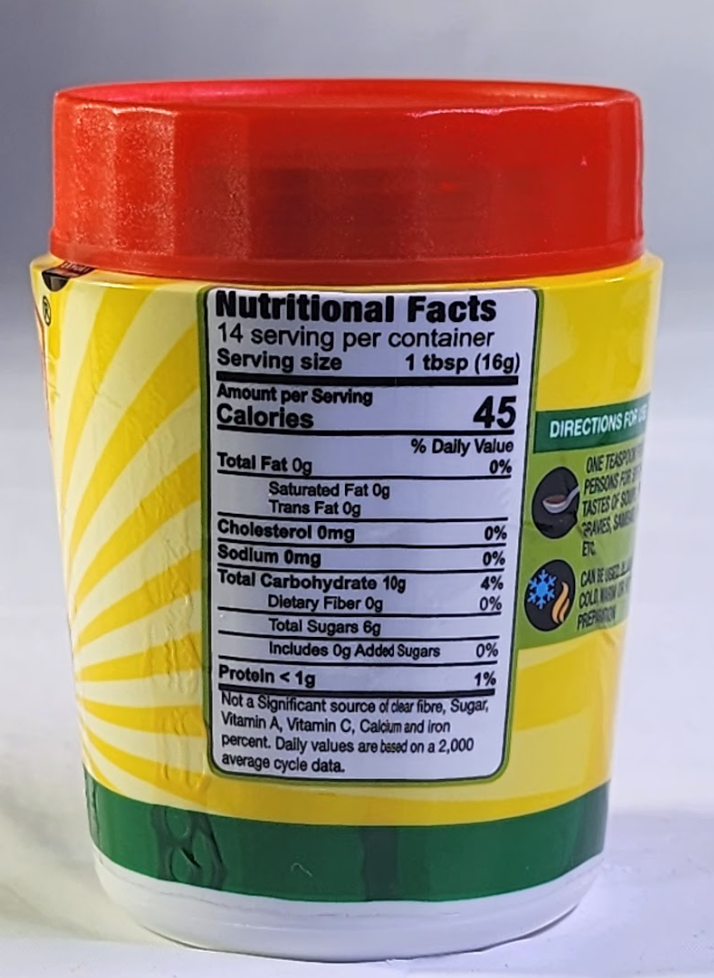 ®
Nutritional Facts
14 serving per container
Serving size 1 tbsp (16g)
Amount per Serving
Calories 45
% Daily Value
Total Fat 0g 0%
Saturated Fat 0g
Trans Fat 0g
Cholesterol 0mg 0%
Sodium 0mg 0%
Total Carbohydrate 10g 4%
Dietary Fiber 0g 0%
Total Sugars 6g
Includes 0g Added Sugars 0%
Protein < 1g 1%
Not a Significant source of clear fibre, Sugar,
Vitamin A, Vitamin C, Calcium and iron
percent. Daily values are based on a 2,000
average cycle data.
DIRECTIONS FOR
ONE
PERSONS FOR
TASTES OF
GRAVIES,
ETC.
CAN BE USED
COLD, WARM OR
PREPARATION